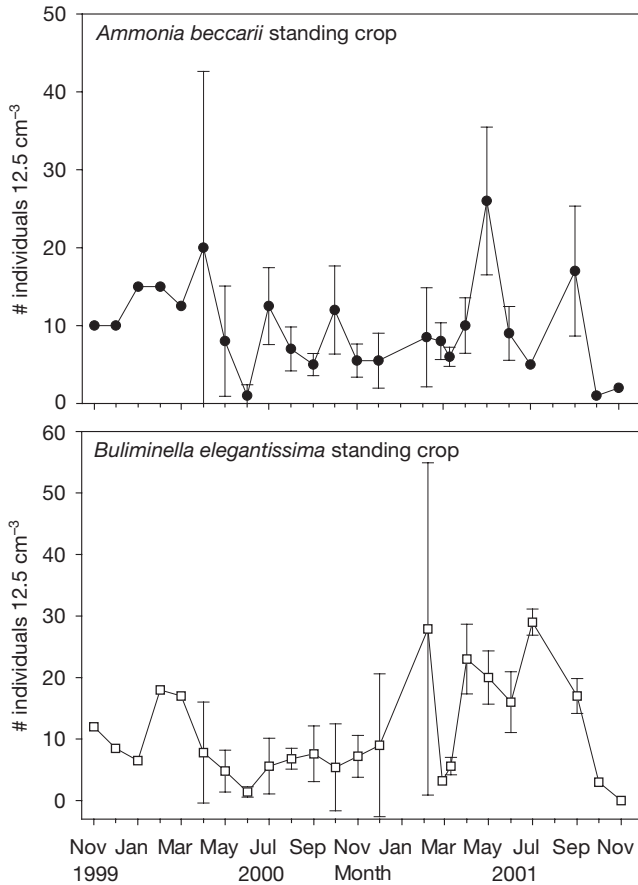 Ammonia beccarii standing crop
# individuals 12.5 cm⁻³
50
40
30
20
10
0
Buliminella elegantissima standing crop
# individuals 12.5 cm⁻³
60
50
40
30
20
10
0
Nov Jan Mar May Jul Sep Nov Jan Mar May Jul Sep Nov
1999 2000 Month 2001